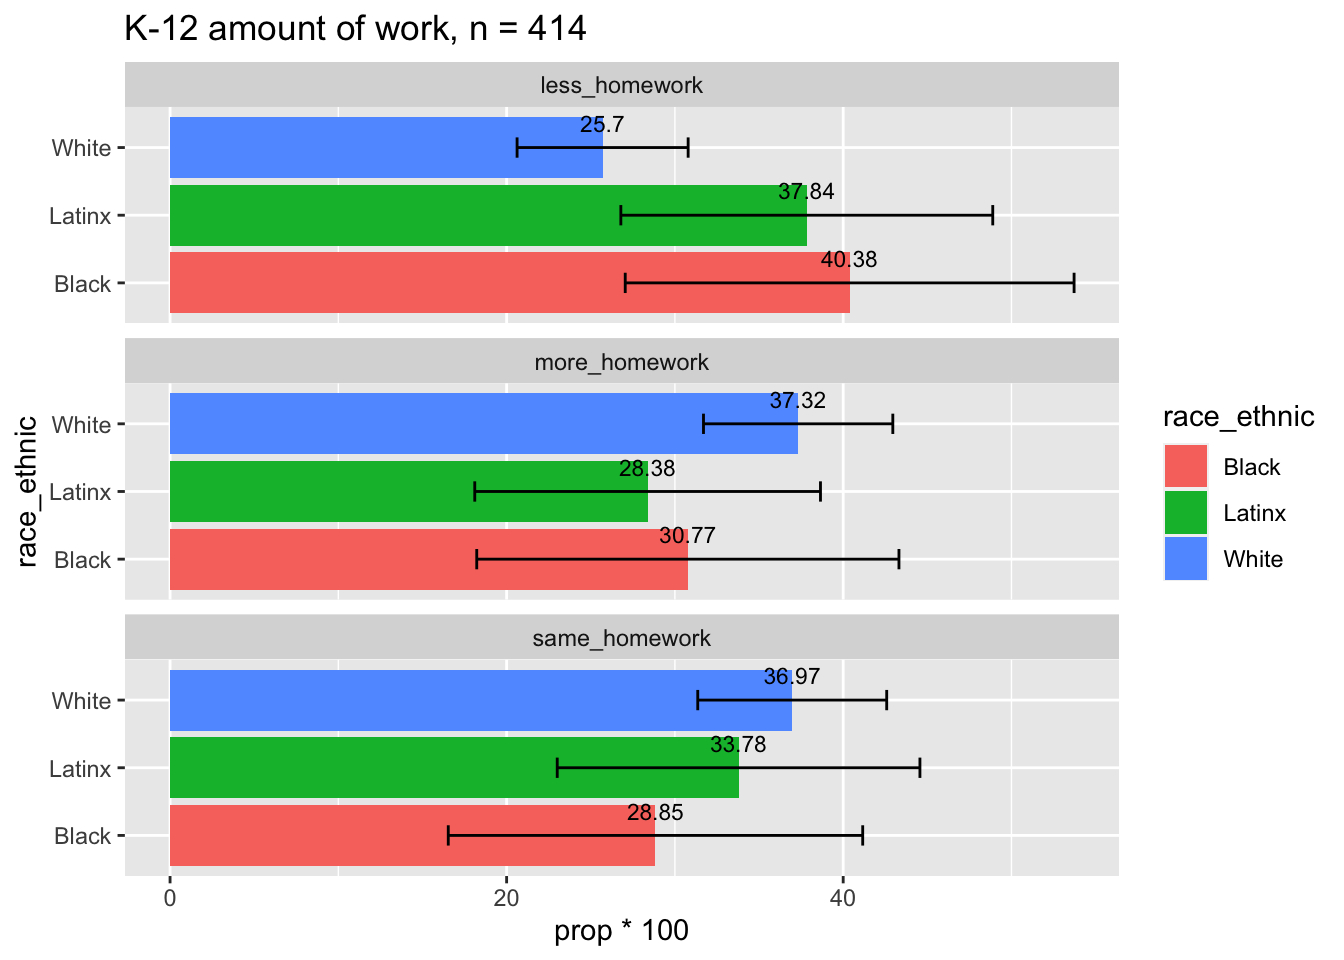 K-12 amount of work, n = 414
less_homework
White
25.7
Latinx
37.84
Black
40.38
more_homework
White
37.32
Latinx
28.38
Black
30.77
same_homework
White
36.97
Latinx
33.78
Black
28.85
0
20
40
prop * 100
race_ethnic
race_ethnic
Black
Latinx
White